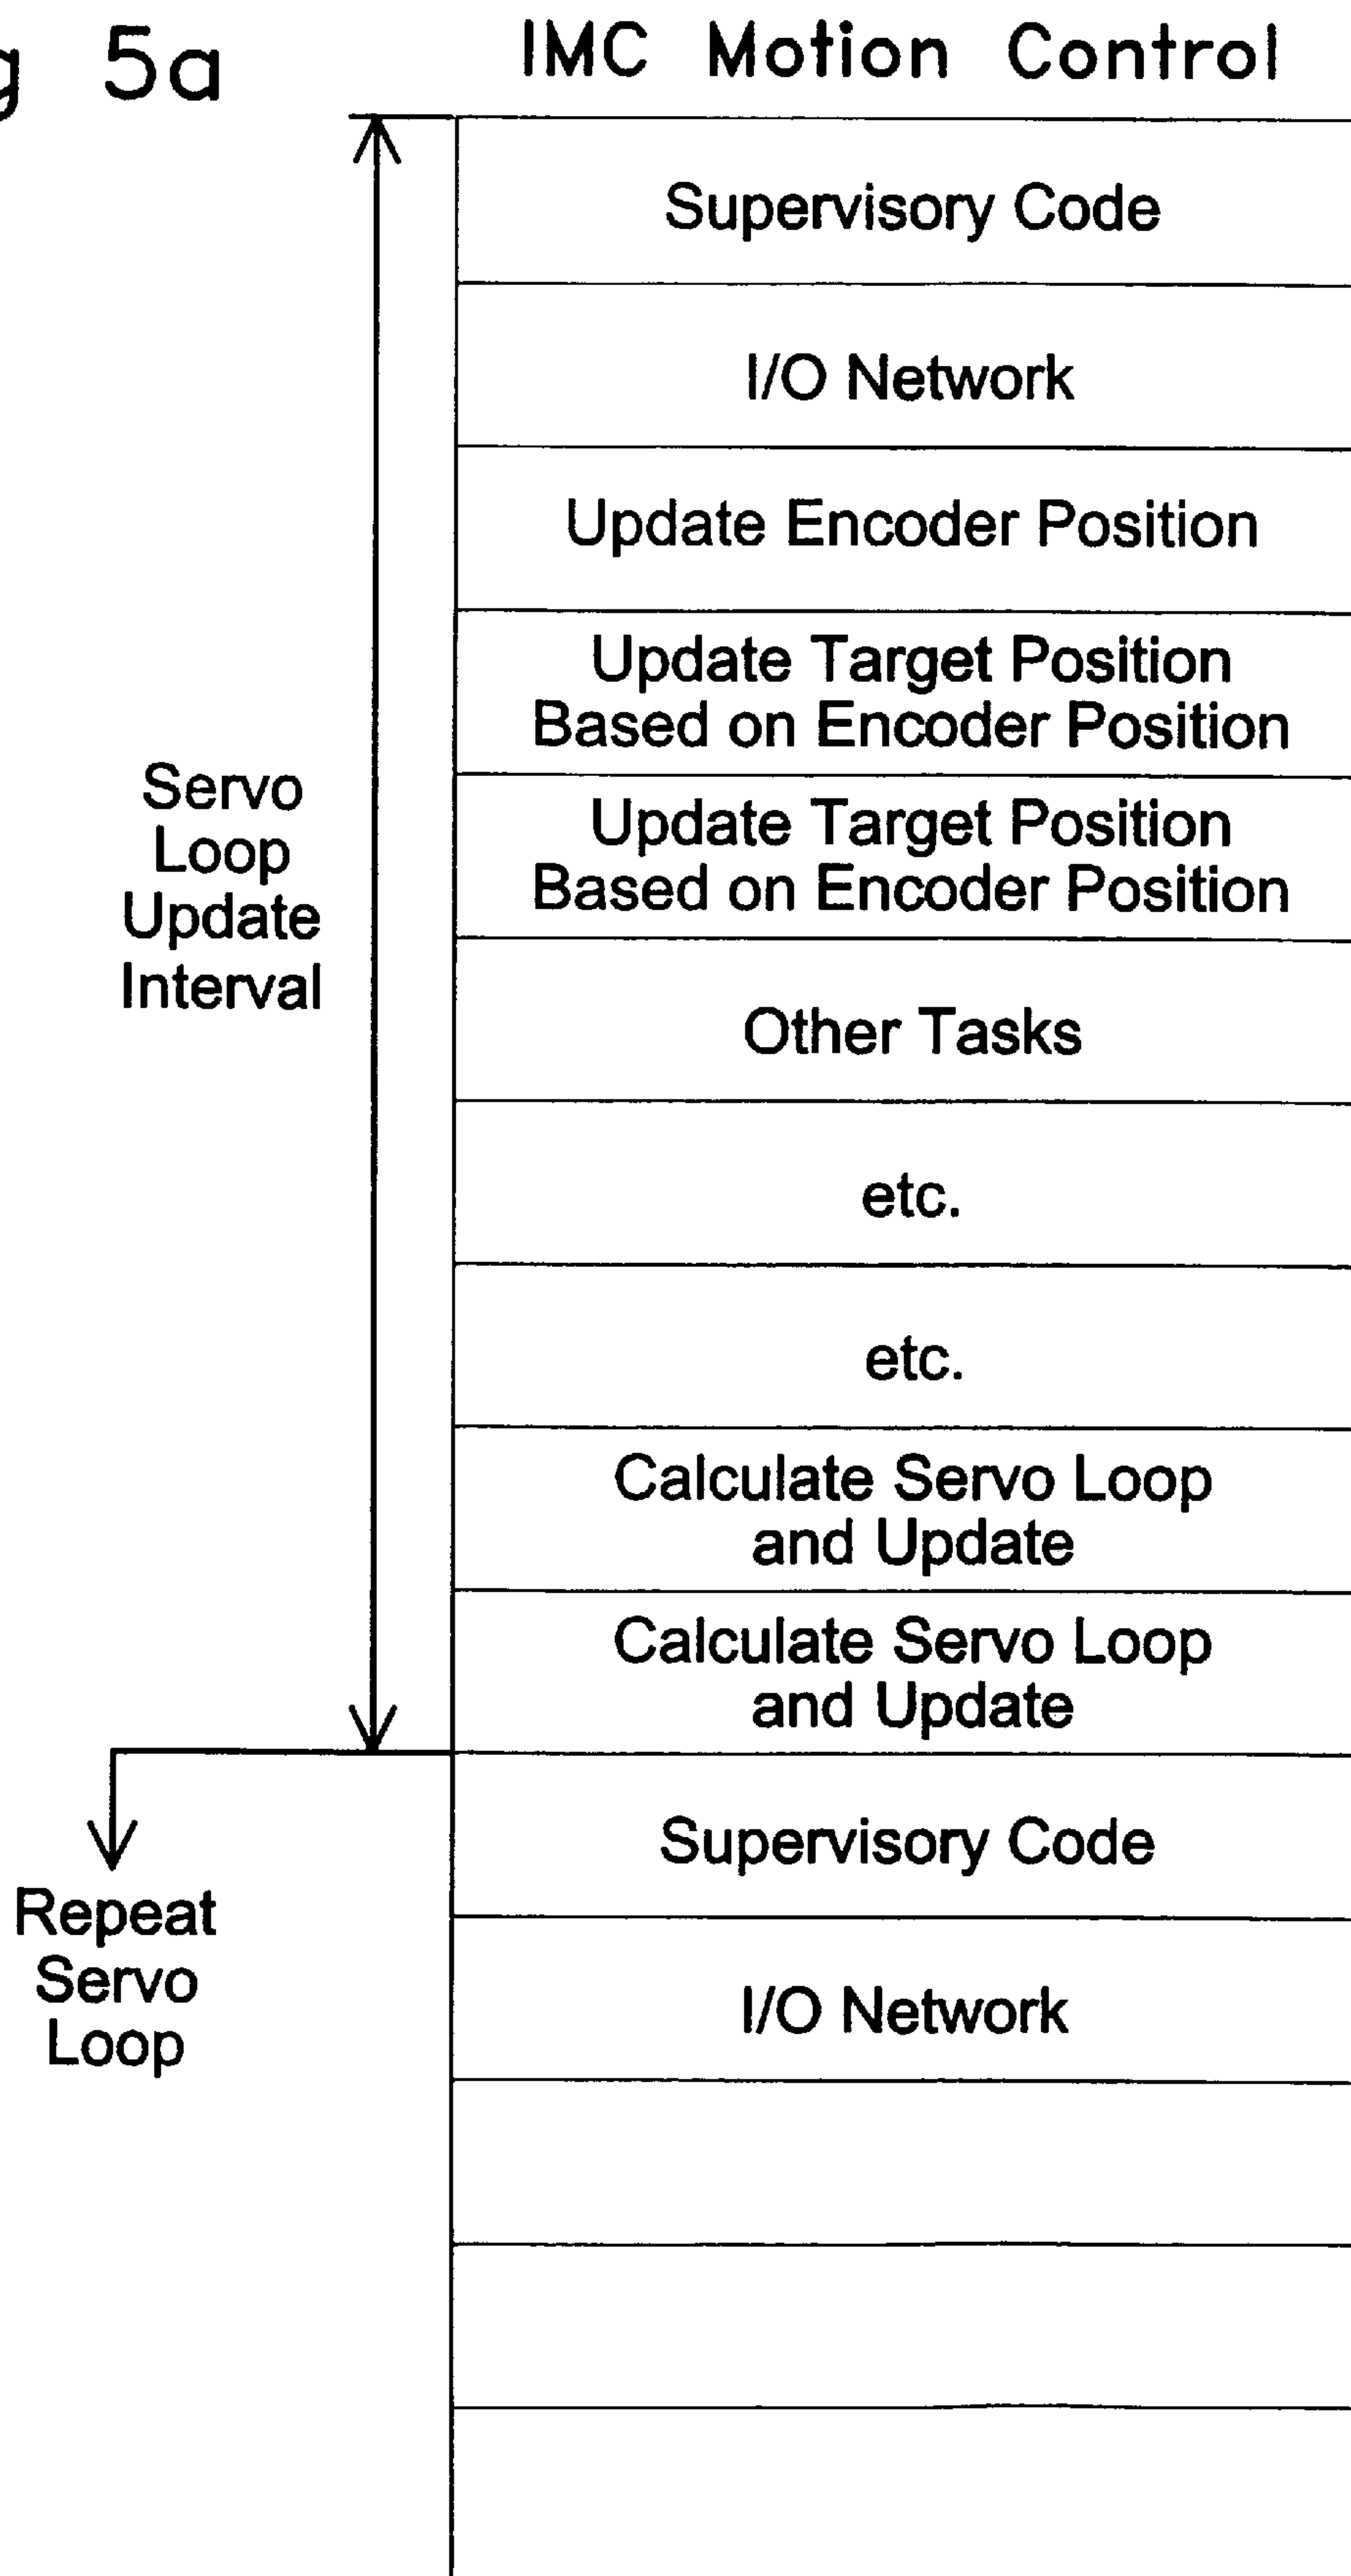 g 5a
IMC Motion Control
Supervisory Code
I/O Network
Update Encoder Position
Update Target Position
Based on Encoder Position
Update Target Position
Based on Encoder Position
Servo
Loop
Update
Interval
Other Tasks
etc.
etc.
Calculate Servo Loop
and Update
Calculate Servo Loop
and Update
Supervisory Code
Repeat
Servo
Loop
I/O Network